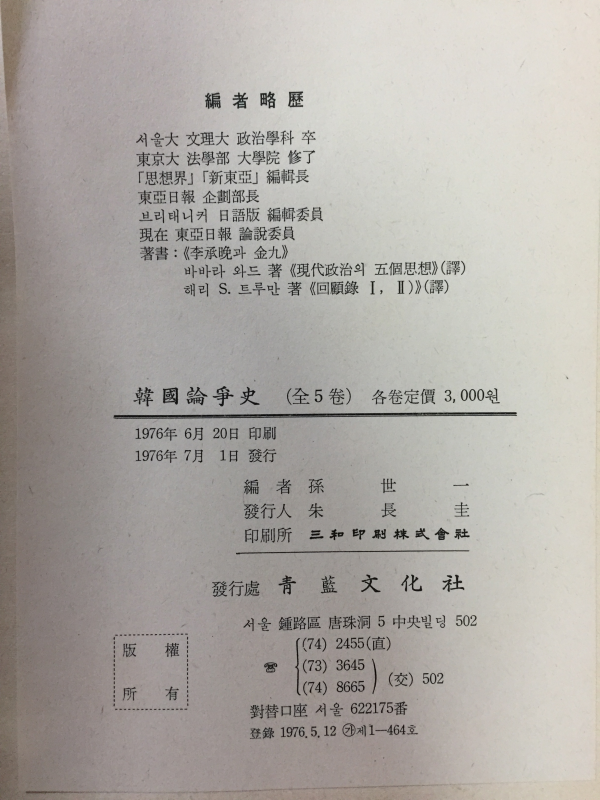 編者略歷
서울大 文理大 政治學科 卒
東京大 法學部 大學院 修了
「思想界」「新東亞」編輯長
東亞日報 企劃部長
브리태니커 日語版 編輯委員
現在 東亞日報 論說委員
著書:《李承晩과 金九》
바바라 와드 著《現代政治의 五個思想》(譯)
해리 S. 트루만 著《回顧錄 Ⅰ, Ⅱ)》(譯)
韓國論爭史 (全5卷) 各卷定價 3,000원
1976年 6月 20日 印刷
1976年 7月 1日 發行
編者 孫世一
發行人 朱長圭
印刷所 三和印刷株式會社
發行處 靑藍文化社
서울 鍾路區 唐珠洞 5 中央빌딩 502
☎ (74) 2455(直)
(73) 3645
(74) 8665 (交) 502
對替口座 서울 622175番
登錄 1976.5.12 ㉮제1—464호
版權
所有